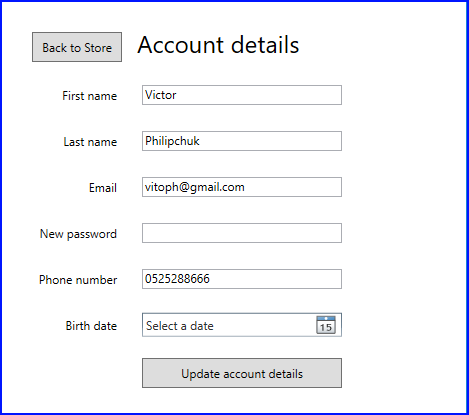 Back to Store Account details
First name Victor
Last name Philipchuk
Email vitoph@gmail.com
New password
Phone number 0525288666
Birth date Select a date 15
Update account details